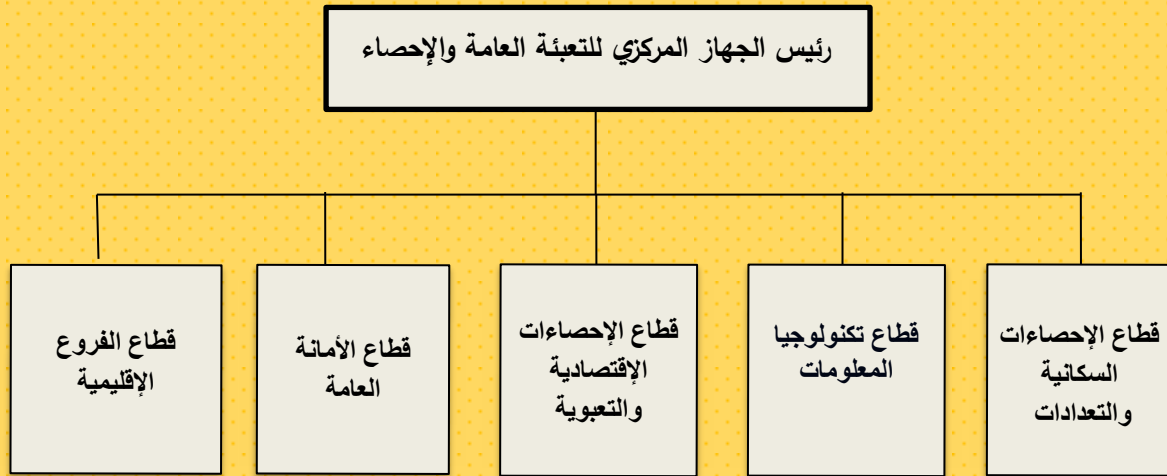 رئيس الجهاز المركزي للتعبئة العامة والإحصاء
قطاع الإحصاءات
السكانية
والتعدادات
قطاع تكنولوجيا
المعلومات
قطاع الإحصاءات
الإقتصادية
والتعبوية
قطاع الأمانة
العامة
قطاع الفروع
الإقليمية